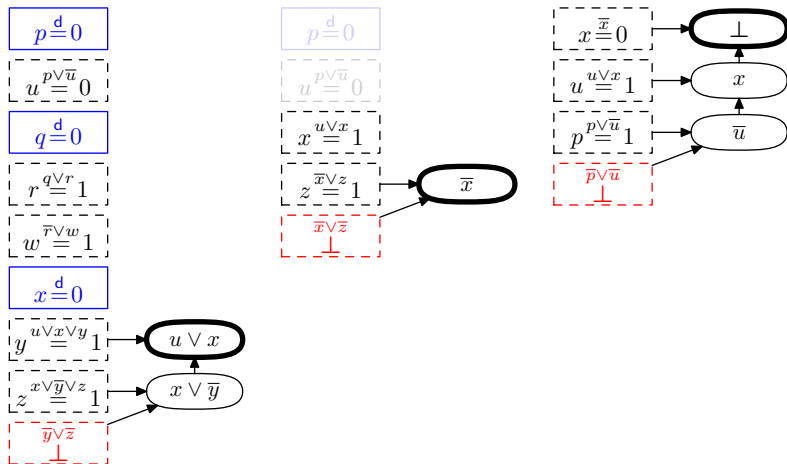 p =ᵈ 0
u =^{p∨u̅} 0
q =ᵈ 0
r =^{q∨r} 1
w =^{r̅∨w} 1
x =ᵈ 0
y =^{u∨x∨y} 1
u ∨ x
z =^{x∨y̅∨z} 1
x ∨ y̅
y̅∨z̅
⊥
p =ᵈ 0
u =^{p∨u̅} 0
x =^{u∨x} 1
z =^{x̅∨z} 1
x̅
x̅∨z̅
⊥
x =^{x̅} 0
⊥
u =^{u∨x} 1
x
p =^{p∨u̅} 1
u̅
p̅∨u̅
⊥